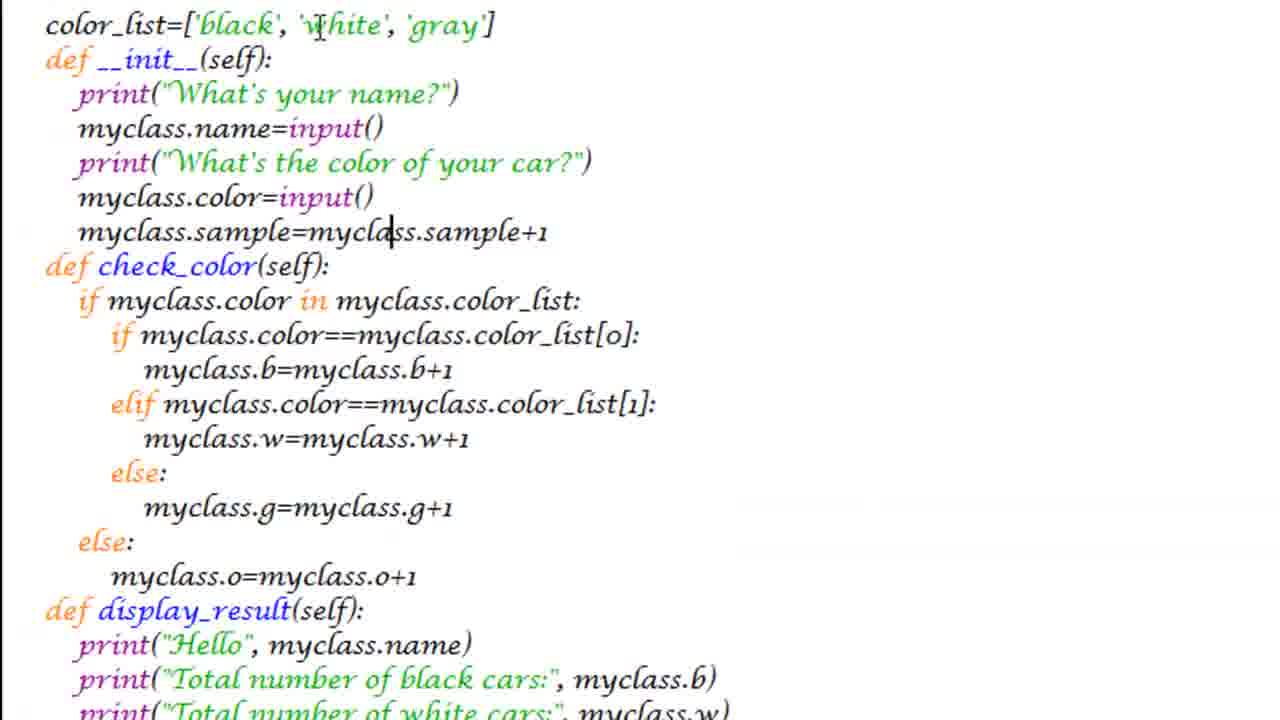 color_list=['black', 'white', 'gray']
def __init__(self):
print("What's your name?")
myclass.name=input()
print("What's the color of your car?")
myclass.color=input()
myclass.sample=myclass.sample+1
def check_color(self):
if myclass.color in myclass.color_list:
if myclass.color==myclass.color_list[0]:
myclass.b=myclass.b+1
elif myclass.color==myclass.color_list[1]:
myclass.w=myclass.w+1
else:
myclass.g=myclass.g+1
else:
myclass.o=myclass.o+1
def display_result(self):
print("Hello", myclass.name)
print("Total number of black cars:", myclass.b)
print("Total number of white cars:", myclass.w)